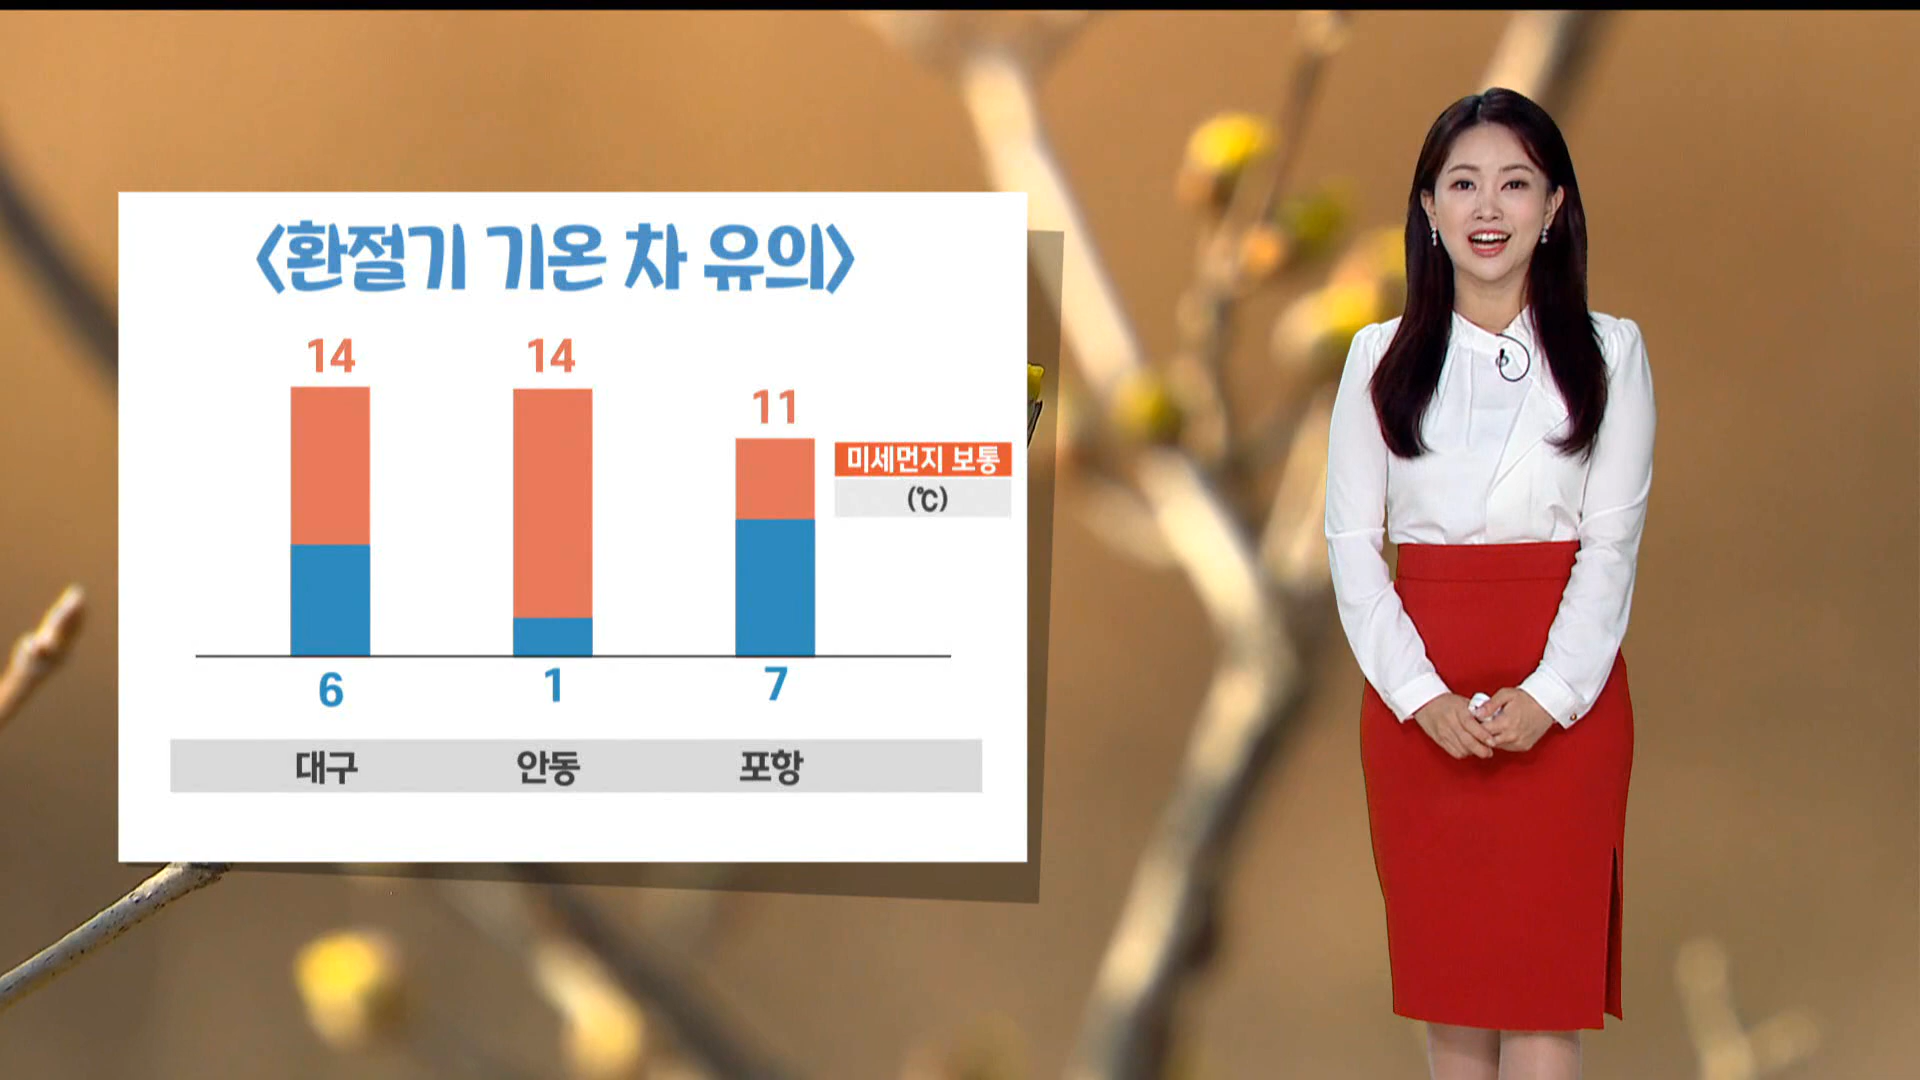 <환절기 기온 차 유의>
14 14 11
미세먼지 보통
(℃)
6 1 7
대구 안동 포항